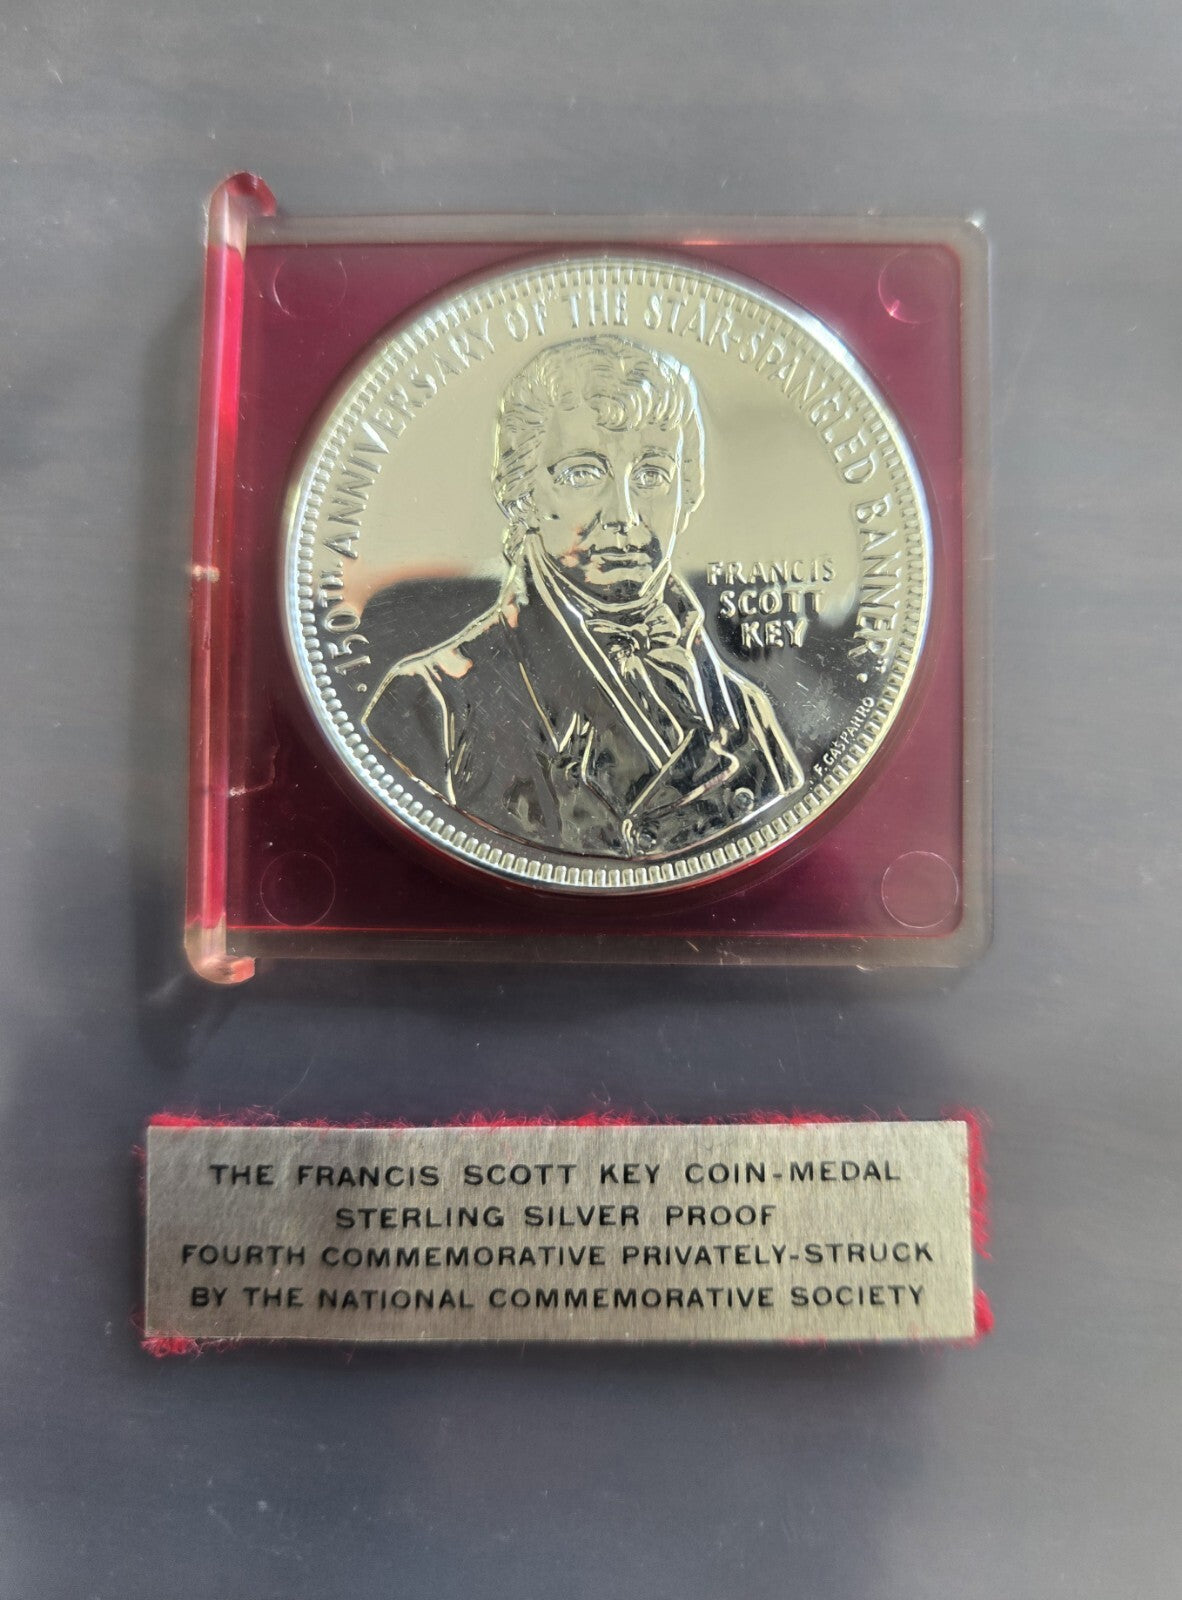 · 150TH ANNIVERSARY OF THE STAR-SPANGLED BANNER ·
FRANCIS
SCOTT
KEY
F. GASPARRO
THE FRANCIS SCOTT KEY COIN-MEDAL
STERLING SILVER PROOF
FOURTH COMMEMORATIVE PRIVATELY-STRUCK
BY THE NATIONAL COMMEMORATIVE SOCIETY